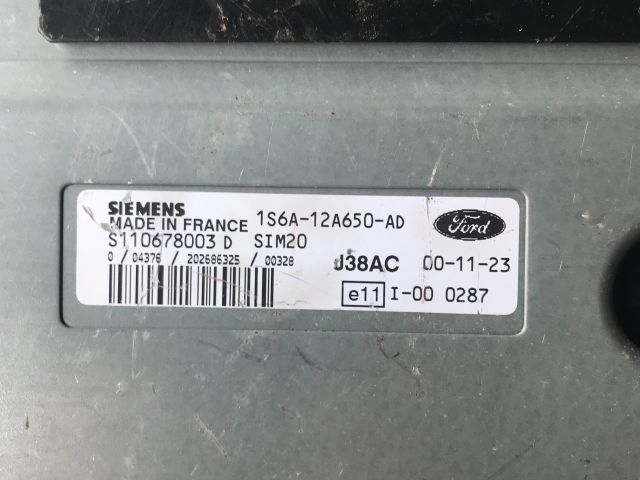 SIEMENS
MADE IN FRANCE 1S6A-12A650-AD
Ford
S110678003 D SIM20
0 / 04376 / 202686325 / 00328
J38AC 00-11-23
e11 I-00 0287